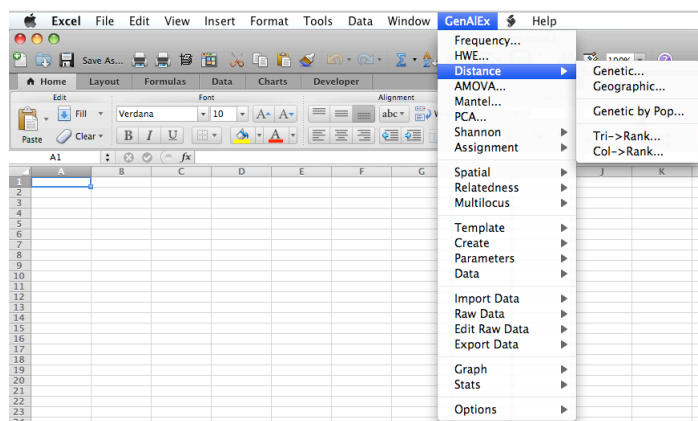 Excel File Edit View Insert Format Tools Data Window GenAlEx Help
Save As...
Home Layout Formulas Data Charts Developer
Edit Font Alignment
Fill Verdana 10 A A abc
Paste Clear B I U A
A1 fx
A B C D E F G J K
1
2
3
4
5
6
7
8
9
10
11
12
13
14
15
16
17
18
19
20
21
22
23
Frequency...
HWE...
Distance
AMOVA...
Mantel...
PCA...
Shannon
Assignment
Spatial
Relatedness
Multilocus
Template
Create
Parameters
Data
Import Data
Raw Data
Edit Raw Data
Export Data
Graph
Stats
Options
Genetic...
Geographic...
Genetic by Pop...
Tri->Rank...
Col->Rank...